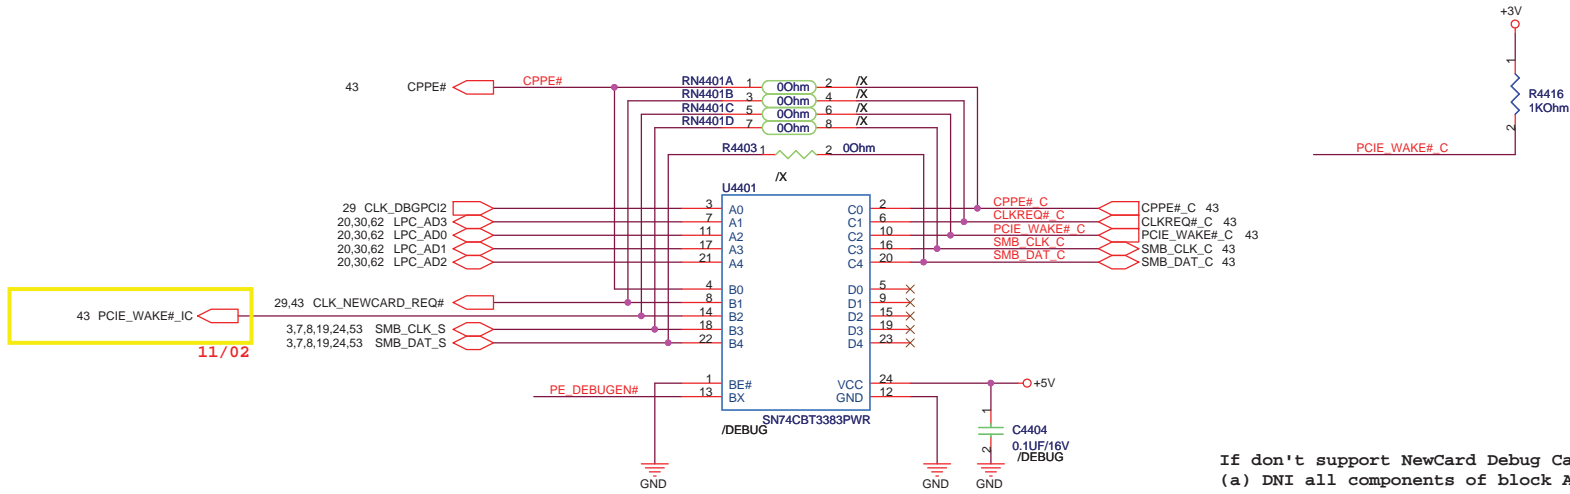 +3V
1
R4416
1KOhm
2
PCIE_WAKE#_C
43 CPPE# CPPE#
RN4401A 1 0Ohm 2 /X
RN4401B 3 0Ohm 4 /X
RN4401C 5 0Ohm 6 /X
RN4401D 7 0Ohm 8 /X
R4403 1 2 0Ohm
/X
U4401
29 CLK_DBGPCI2 3 A0 C0 2 CPPE#_C CPPE#_C 43
20,30,62 LPC_AD3 7 A1 C1 6 CLKREQ#_C CLKREQ#_C 43
20,30,62 LPC_AD0 11 A2 C2 10 PCIE_WAKE#_C PCIE_WAKE#_C 43
20,30,62 LPC_AD1 17 A3 C3 16 SMB_CLK_C SMB_CLK_C 43
20,30,62 LPC_AD2 21 A4 C4 20 SMB_DAT_C SMB_DAT_C 43
4 B0 D0 5
29,43 CLK_NEWCARD_REQ# 8 B1 D1 9
43 PCIE_WAKE#_IC 14 B2 D2 15
3,7,8,19,24,53 SMB_CLK_S 18 B3 D3 19
3,7,8,19,24,53 SMB_DAT_S 22 B4 D4 23
11/02
1 BE# VCC 24 +5V
PE_DEBUGEN# 13 BX GND 12
SN74CBT3383PWR
/DEBUG
1
C4404
0.1UF/16V
2
/DEBUG
GND GND GND
If don't support NewCard Debug Ca
(a) DNI all components of block A